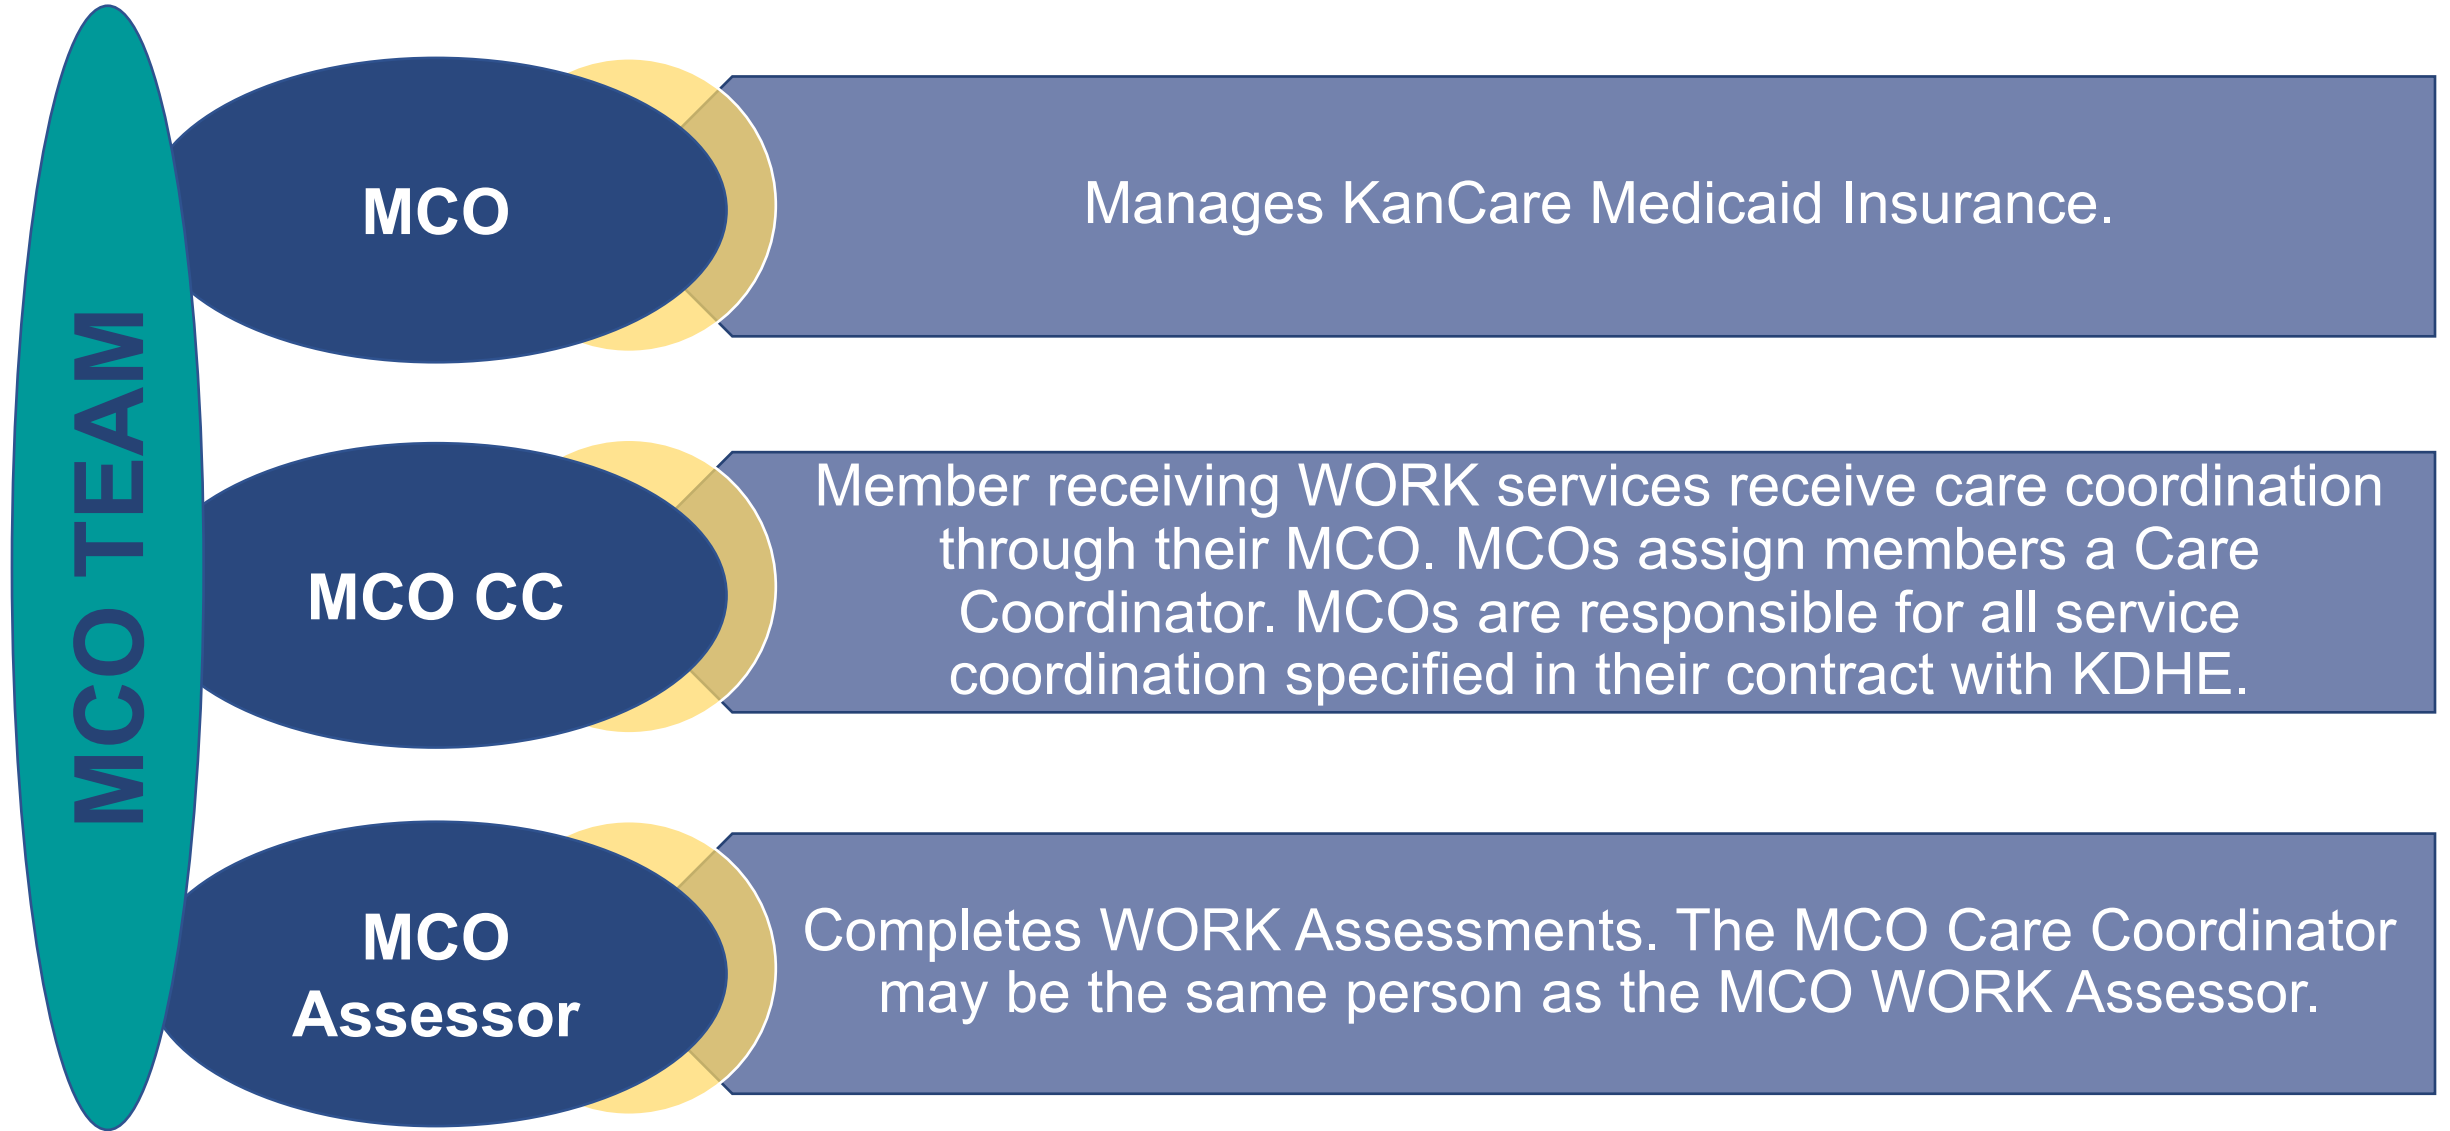 MCO TEAM
MCO
Manages KanCare Medicaid Insurance.
MCO CC
Member receiving WORK services receive care coordination
through their MCO. MCOs assign members a Care
Coordinator. MCOs are responsible for all service
coordination specified in their contract with KDHE.
MCO
Assessor
Completes WORK Assessments. The MCO Care Coordinator
may be the same person as the MCO WORK Assessor.